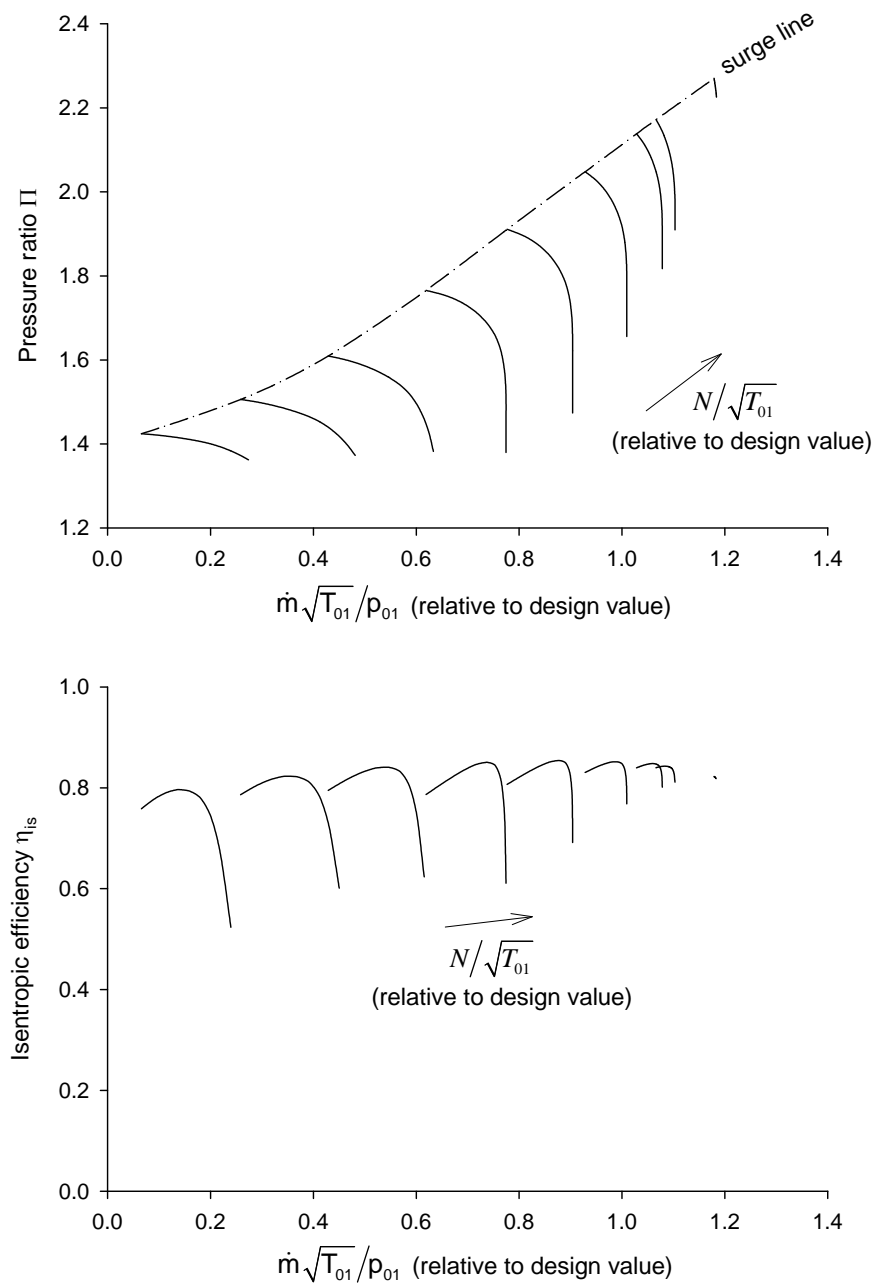 2.4
surge line
2.2
2.0
1.8
1.6
1.4
1.2
Pressure ratio Π
N/√T₀₁
(relative to design value)
0.0 0.2 0.4 0.6 0.8 1.0 1.2 1.4
ṁ√T₀₁/p₀₁ (relative to design value)
1.0
0.8
0.6
0.4
0.2
0.0
Isentropic efficiency ηis
N/√T₀₁
(relative to design value)
0.0 0.2 0.4 0.6 0.8 1.0 1.2 1.4
ṁ√T₀₁/p₀₁ (relative to design value)